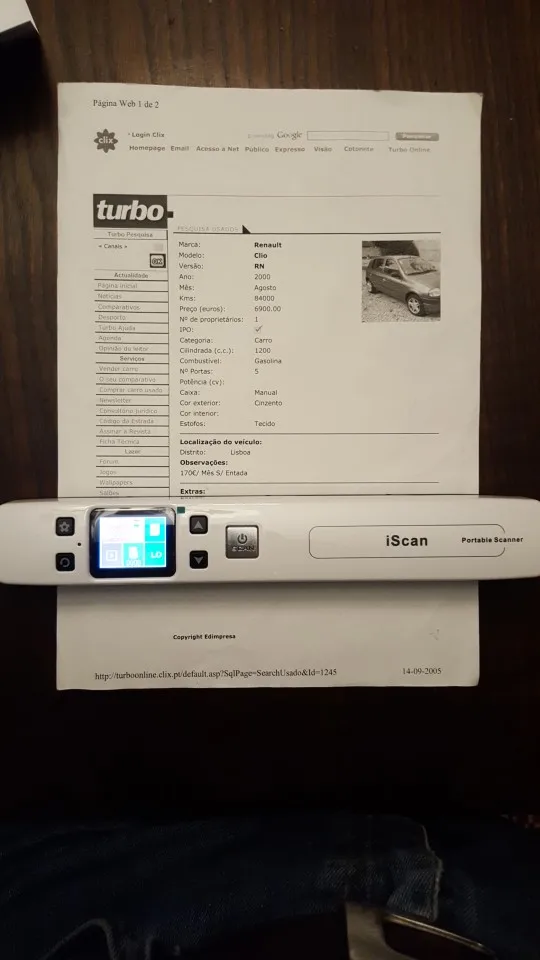 Página Web 1 de 2
clix
Login Clix
Google
Pesquisar
Homepage Email Acesso a Net Público Expresso Visão Cotonete Turbo Online
turbo
PESQUISA USADOS
Turbo Pesquisa
« Canais »
GO
Actualidade
Página inicial
Notícias
Comparativos
Desporto
Turbo Ajuda
Agenda
Opinião do leitor
Serviços
Vender carro
O seu comparativo
Comprar carro usado
Newsletter
Consultório jurídico
Código da Estrada
Assinar a Revista
Ficha Técnica
Lazer
Fórum
Jogos
Wallpapers
Salões
Marca: Renault
Modelo: Clio
Versão: RN
Ano: 2000
Mês: Agosto
Kms: 84000
Preço (euros): 6900.00
Nº de proprietários: 1
IPO:
Categoria: Carro
Cilindrada (c.c.): 1200
Combustível: Gasolina
Nº Portas: 5
Potência (cv):
Caixa: Manual
Cor exterior: Cinzento
Cor interior:
Estofos: Tecido
Localização do veículo:
Distrito: Lisboa
Observações:
170€/ Mês S/ Entada
Extras:
SCAN
iScan
Portable Scanner
LO
Copyright Edimpresa
http://turboonline.clix.pt/default.asp?SqlPage=SearchUsado&Id=1245
14-09-2005